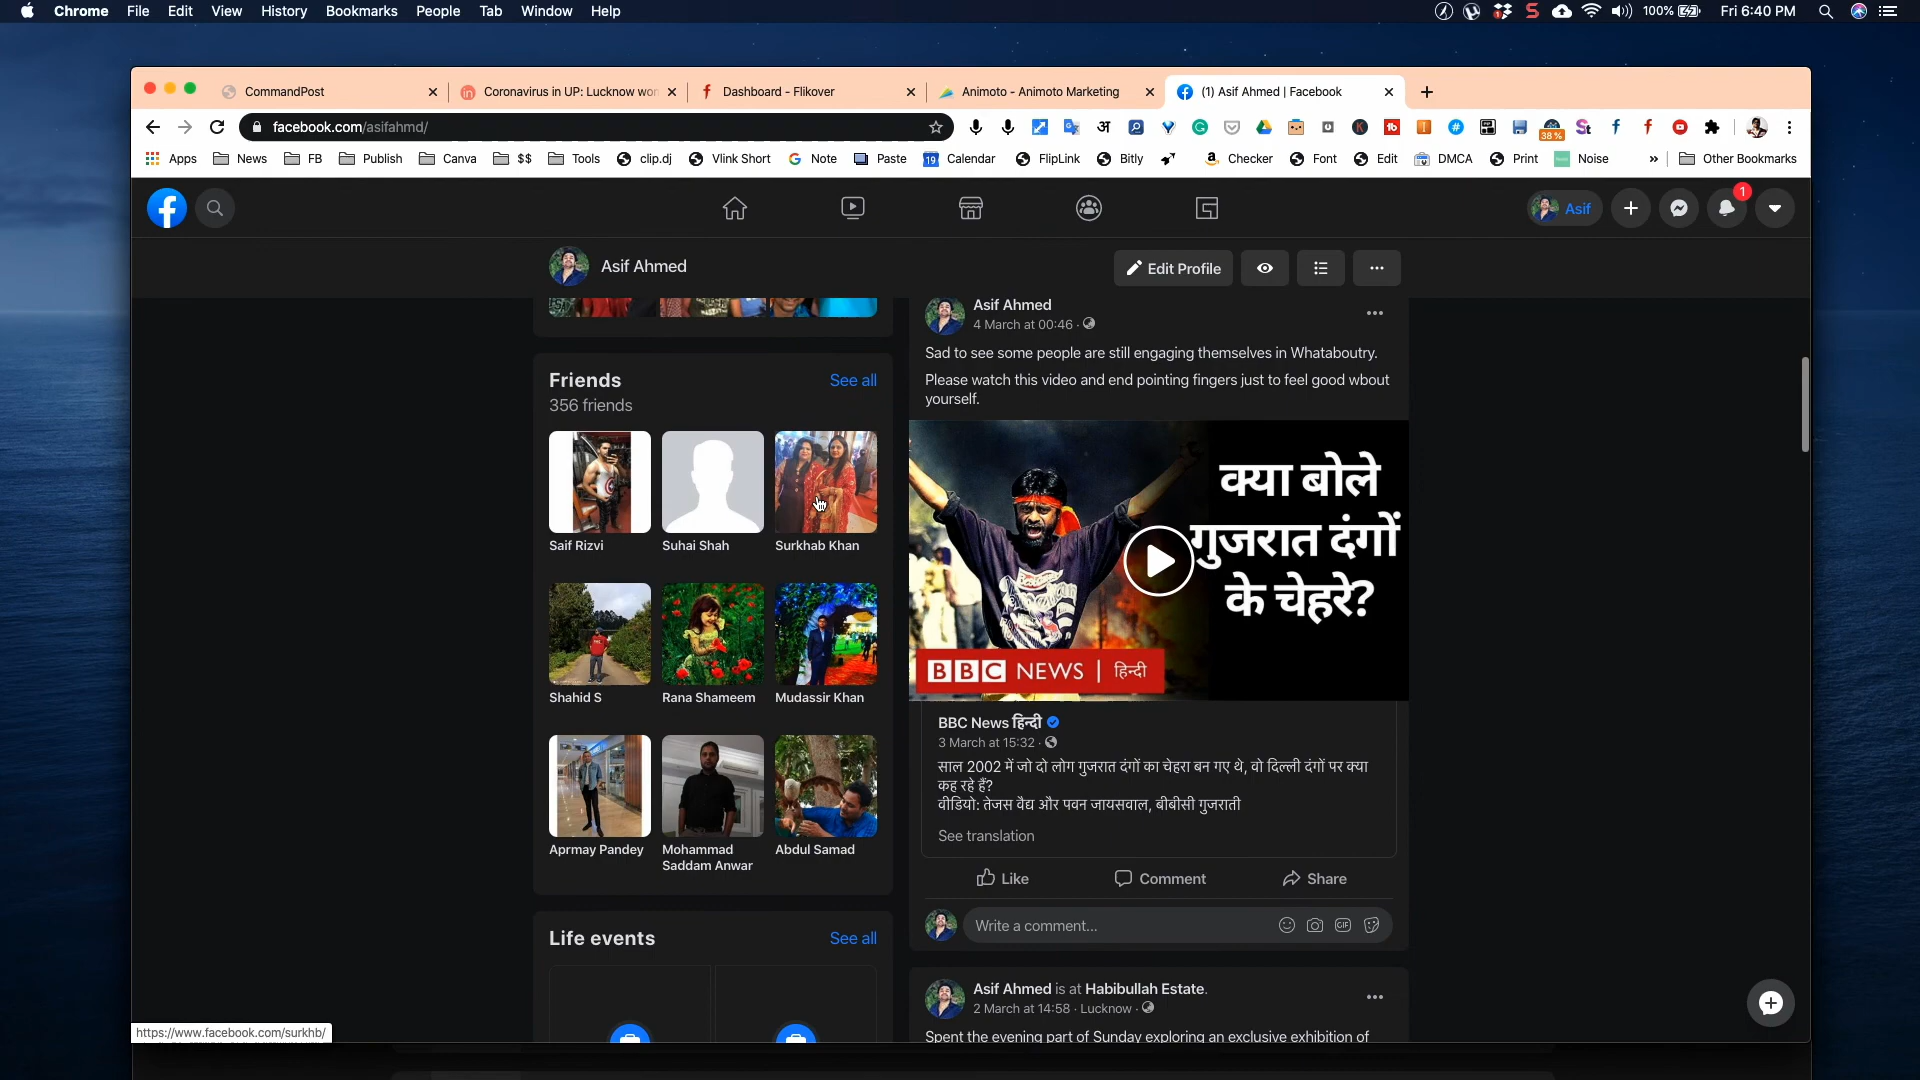 Chrome File Edit View History Bookmarks People Tab Window Help
100% Fri 6:40 PM
CommandPost
Coronavirus in UP: Lucknow wor
Dashboard - Flikover
Animoto - Animoto Marketing
(1) Asif Ahmed | Facebook
facebook.com/asifahmd/
38 %
Apps News FB Publish Canva $$ Tools clip.dj Vlink Short Note Paste 19 Calendar FlipLink Bitly Checker Font Edit DMCA Print Noise » Other Bookmarks
Asif
1
Asif Ahmed
Edit Profile
Friends
See all
356 friends
Saif Rizvi
Suhai Shah
Surkhab Khan
Shahid S
Rana Shameem
Mudassir Khan
Aprmay Pandey
Mohammad
Saddam Anwar
Abdul Samad
Life events
See all
Asif Ahmed
4 March at 00:46 ·
Sad to see some people are still engaging themselves in Whataboutry.
Please watch this video and end pointing fingers just to feel good wbout
yourself.
क्या बोले
गुजरात दंगों
के चेहरे?
BBC NEWS | हिन्दी
BBC News हिन्दी
3 March at 15:32 ·
साल 2002 में जो दो लोग गुजरात दंगों का चेहरा बन गए थे, वो दिल्ली दंगों पर क्या
कह रहे हैं?
वीडियो: तेजस वैद्य और पवन जायसवाल, बीबीसी गुजराती
See translation
Like
Comment
Share
Write a comment...
GIF
Asif Ahmed is at Habibullah Estate.
2 March at 14:58 · Lucknow ·
Spent the evening part of Sunday exploring an exclusive exhibition of
https://www.facebook.com/surkhb/